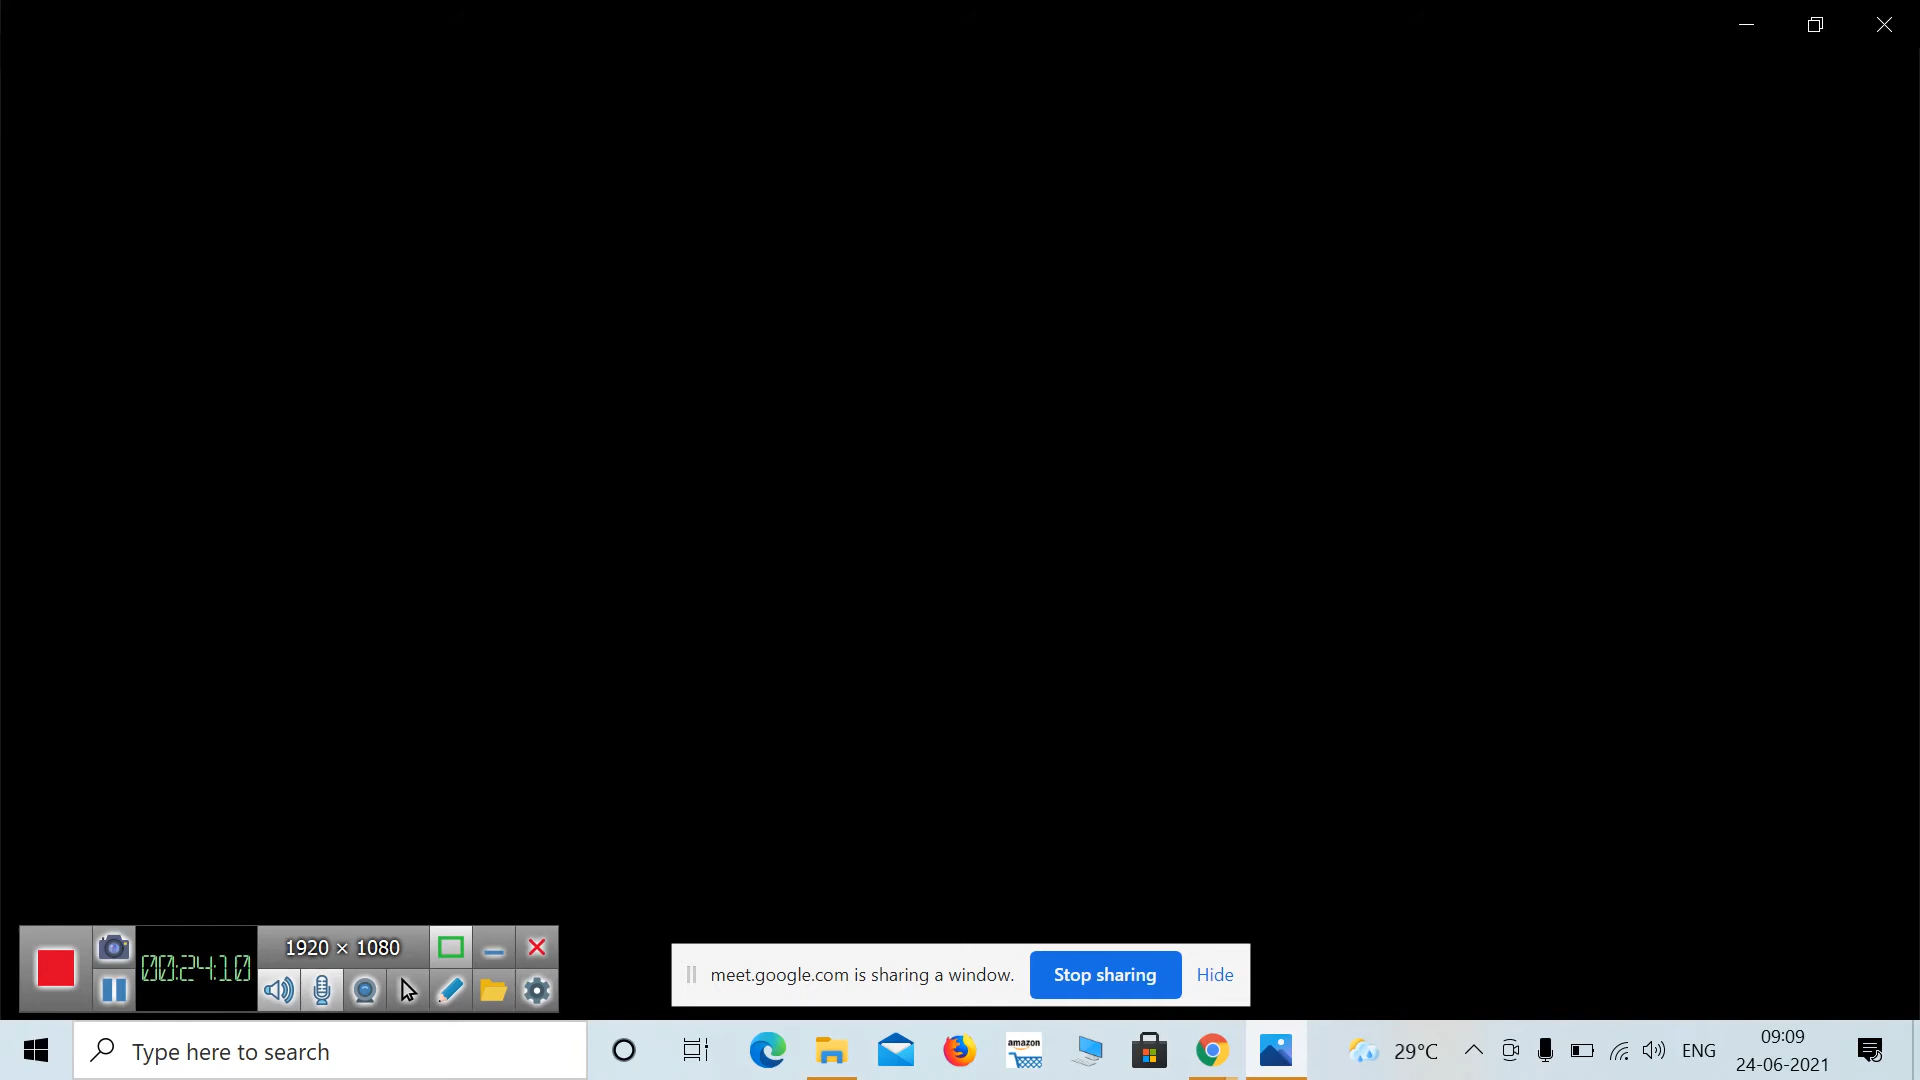 00:24:10
1920 × 1080
meet.google.com is sharing a window.
Stop sharing
Hide
Type here to search
amazon
29°C
ENG
09:09
24-06-2021